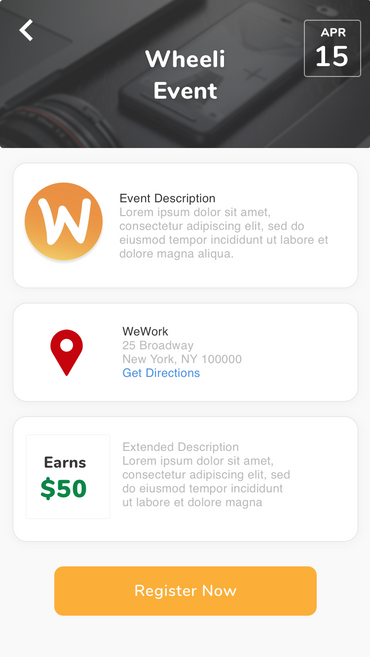 APR
15
Wheeli
Event
W
Event Description
Lorem ipsum dolor sit amet,
consectetur adipiscing elit, sed do
eiusmod tempor incididunt ut labore et
dolore magna aliqua.
WeWork
25 Broadway
New York, NY 100000
Get Directions
Earns
$50
Extended Description
Lorem ipsum dolor sit amet,
consectetur adipiscing elit, sed
do eiusmod tempor incididunt
ut labore et dolore magna
Register Now